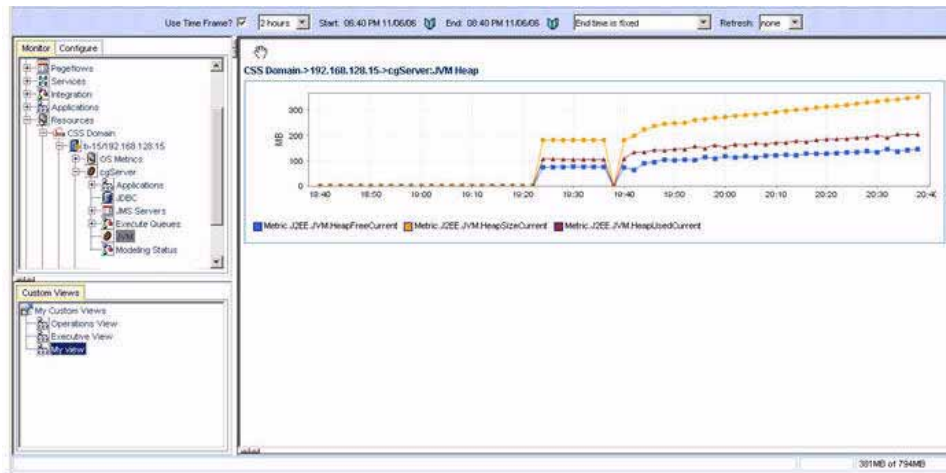 Use Time Frame? 2 hours Start: 06:40 PM 11/06/06 End: 08:40 PM 11/06/06 End time is fixed Refresh: none
Monitor Configure
Pageflows
Services
Integration
Applications
Resources
CSS Domain
b-15/192.168.128.15
OS Metrics
cgServer
Applications
JDBC
JMS Servers
Execute Queues
JVM
Modeling Status
CSS Domain->192.168.128.15->cgServer:JVM Heap
MB
300
200
100
0
18:40 18:50 19:00 19:10 19:20 19:30 19:40 19:50 20:00 20:10 20:20 20:30 20:40
Metric.J2EE.JVM.HeapFreeCurrent Metric.J2EE.JVM.HeapSizeCurrent Metric.J2EE.JVM.HeapUsedCurrent
Custom Views
My Custom Views
Operations View
Executive View
My view
381MB of 794MB